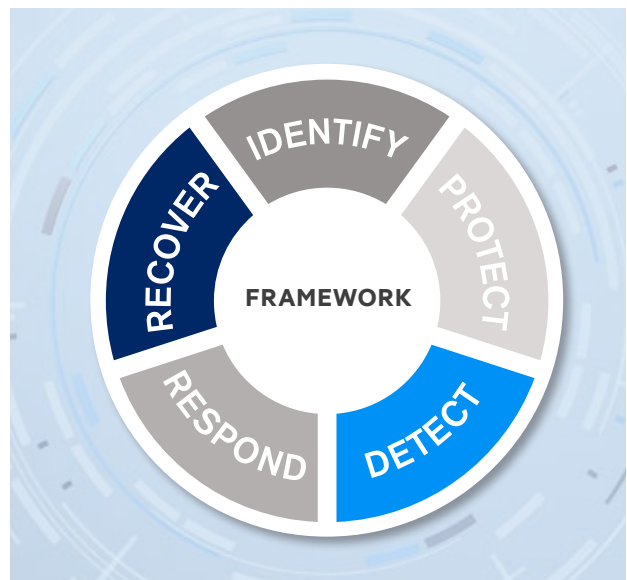 IDENTIFY
PROTECT
DETECT
RESPOND
RECOVER
FRAMEWORK